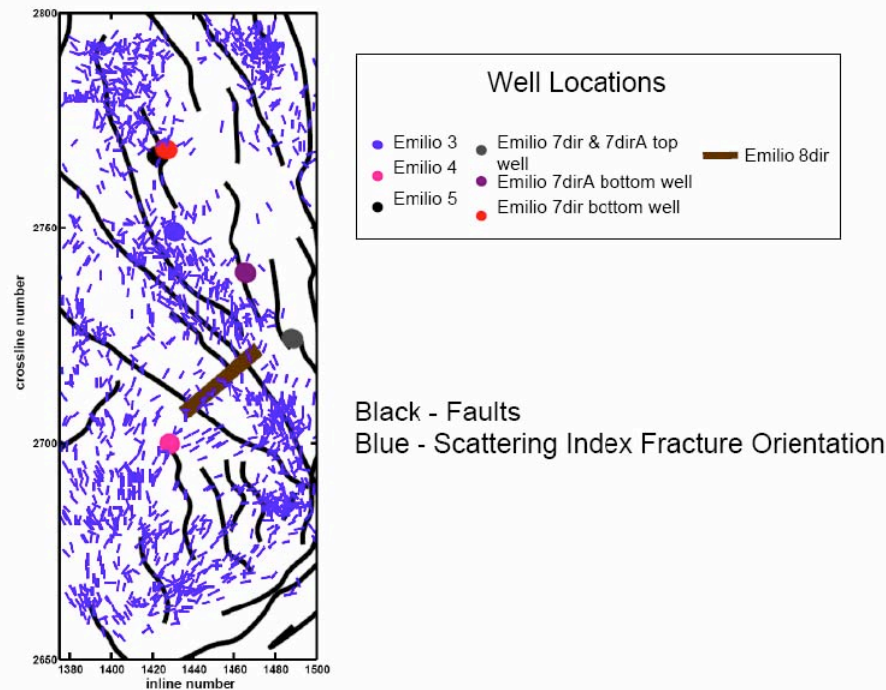 2800
2760
2700
2650
crossline number
1380 1400 1420 1440 1460 1480 1500
inline number
Well Locations
Emilio 3
Emilio 4
Emilio 5
Emilio 7dir & 7dirA top
well
Emilio 7dirA bottom well
Emilio 7dir bottom well
Emilio 8dir
Black - Faults
Blue - Scattering Index Fracture Orientation